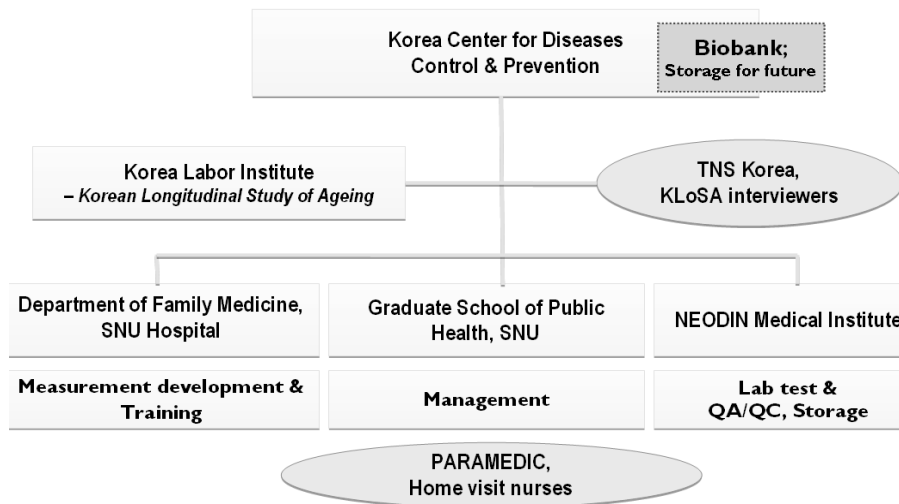 Korea Center for Diseases
Control & Prevention
Biobank;
Storage for future
Korea Labor Institute
– Korean Longitudinal Study of Ageing
TNS Korea,
KLoSA interviewers
Department of Family Medicine,
SNU Hospital
Graduate School of Public
Health, SNU
NEODIN Medical Institute
Measurement development &
Training
Management
Lab test &
QA/QC, Storage
PARAMEDIC,
Home visit nurses